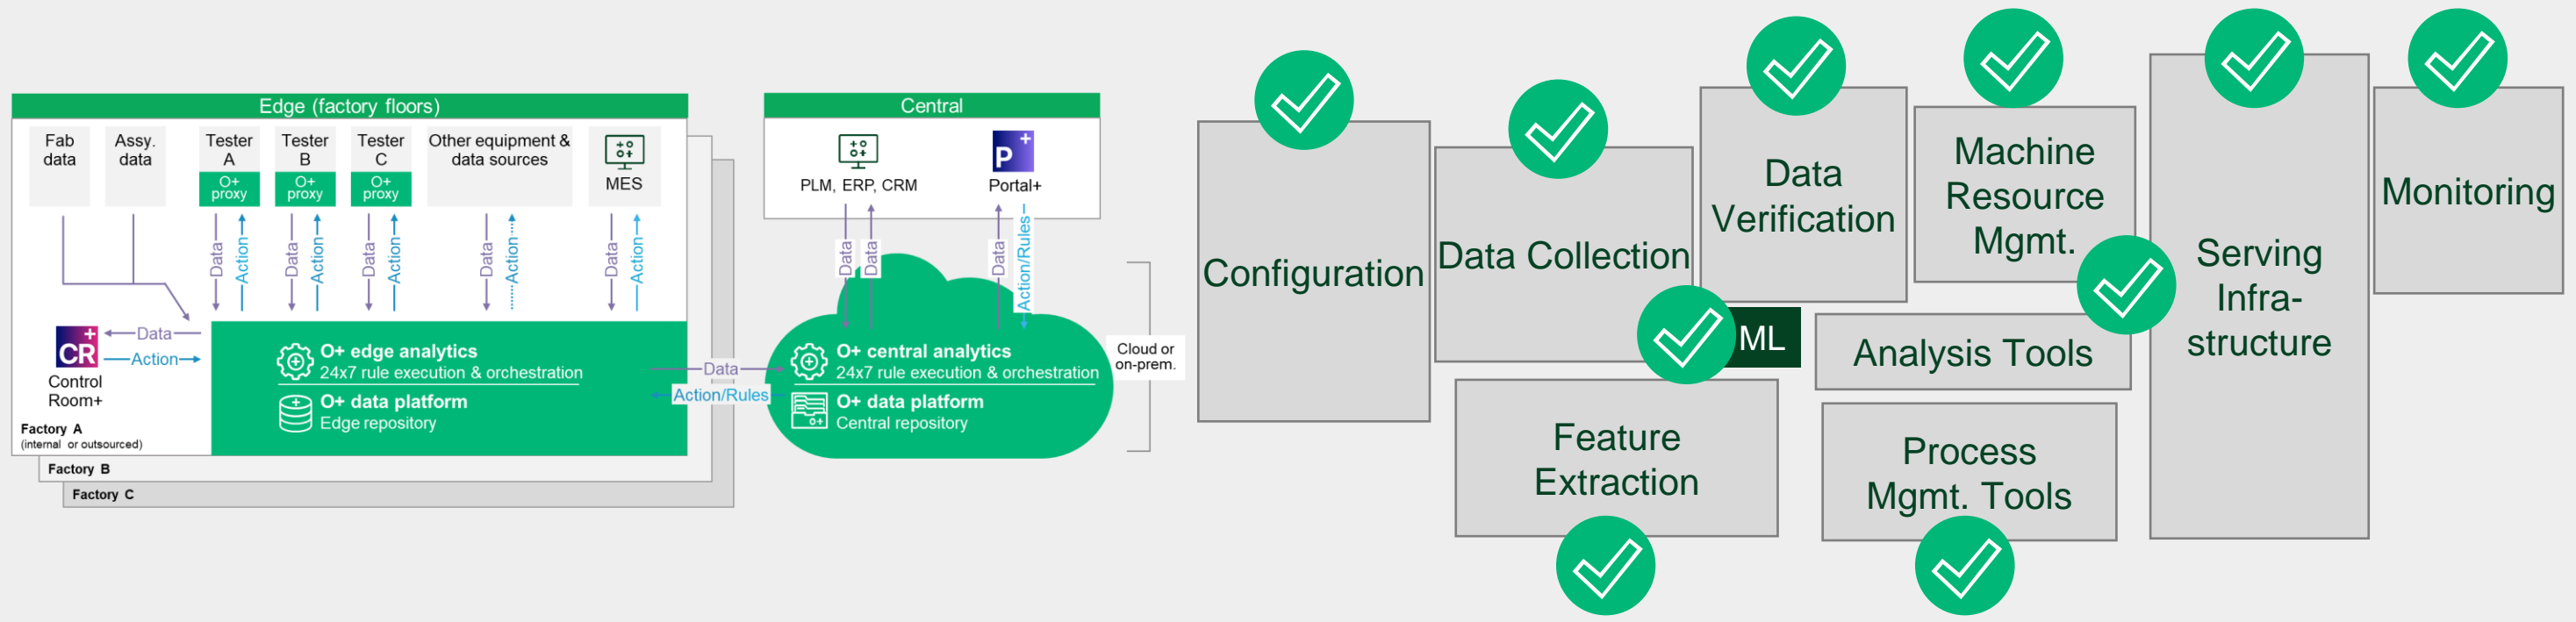 Edge (factory floors)
Fab
data
Assy.
data
Tester
A
O+
proxy
Tester
B
O+
proxy
Tester
C
O+
proxy
Other equipment &
data sources
MES
Data
Action
Data
Action
Data
Action
Data
Action
Data
Action
CR+
Control
Room+
Data
Action
O+ edge analytics
24x7 rule execution & orchestration
O+ data platform
Edge repository
Factory A
(internal or outsourced)
Factory B
Factory C
Data
Action/Rules
Central
PLM, ERP, CRM
P+
Portal+
Data
Data
Data
Action/Rules
O+ central analytics
24x7 rule execution & orchestration
O+ data platform
Central repository
Cloud or
on-prem.
Configuration
Data Collection
Data
Verification
Machine
Resource
Mgmt.
ML
Analysis Tools
Feature
Extraction
Process
Mgmt. Tools
Serving
Infra-
structure
Monitoring